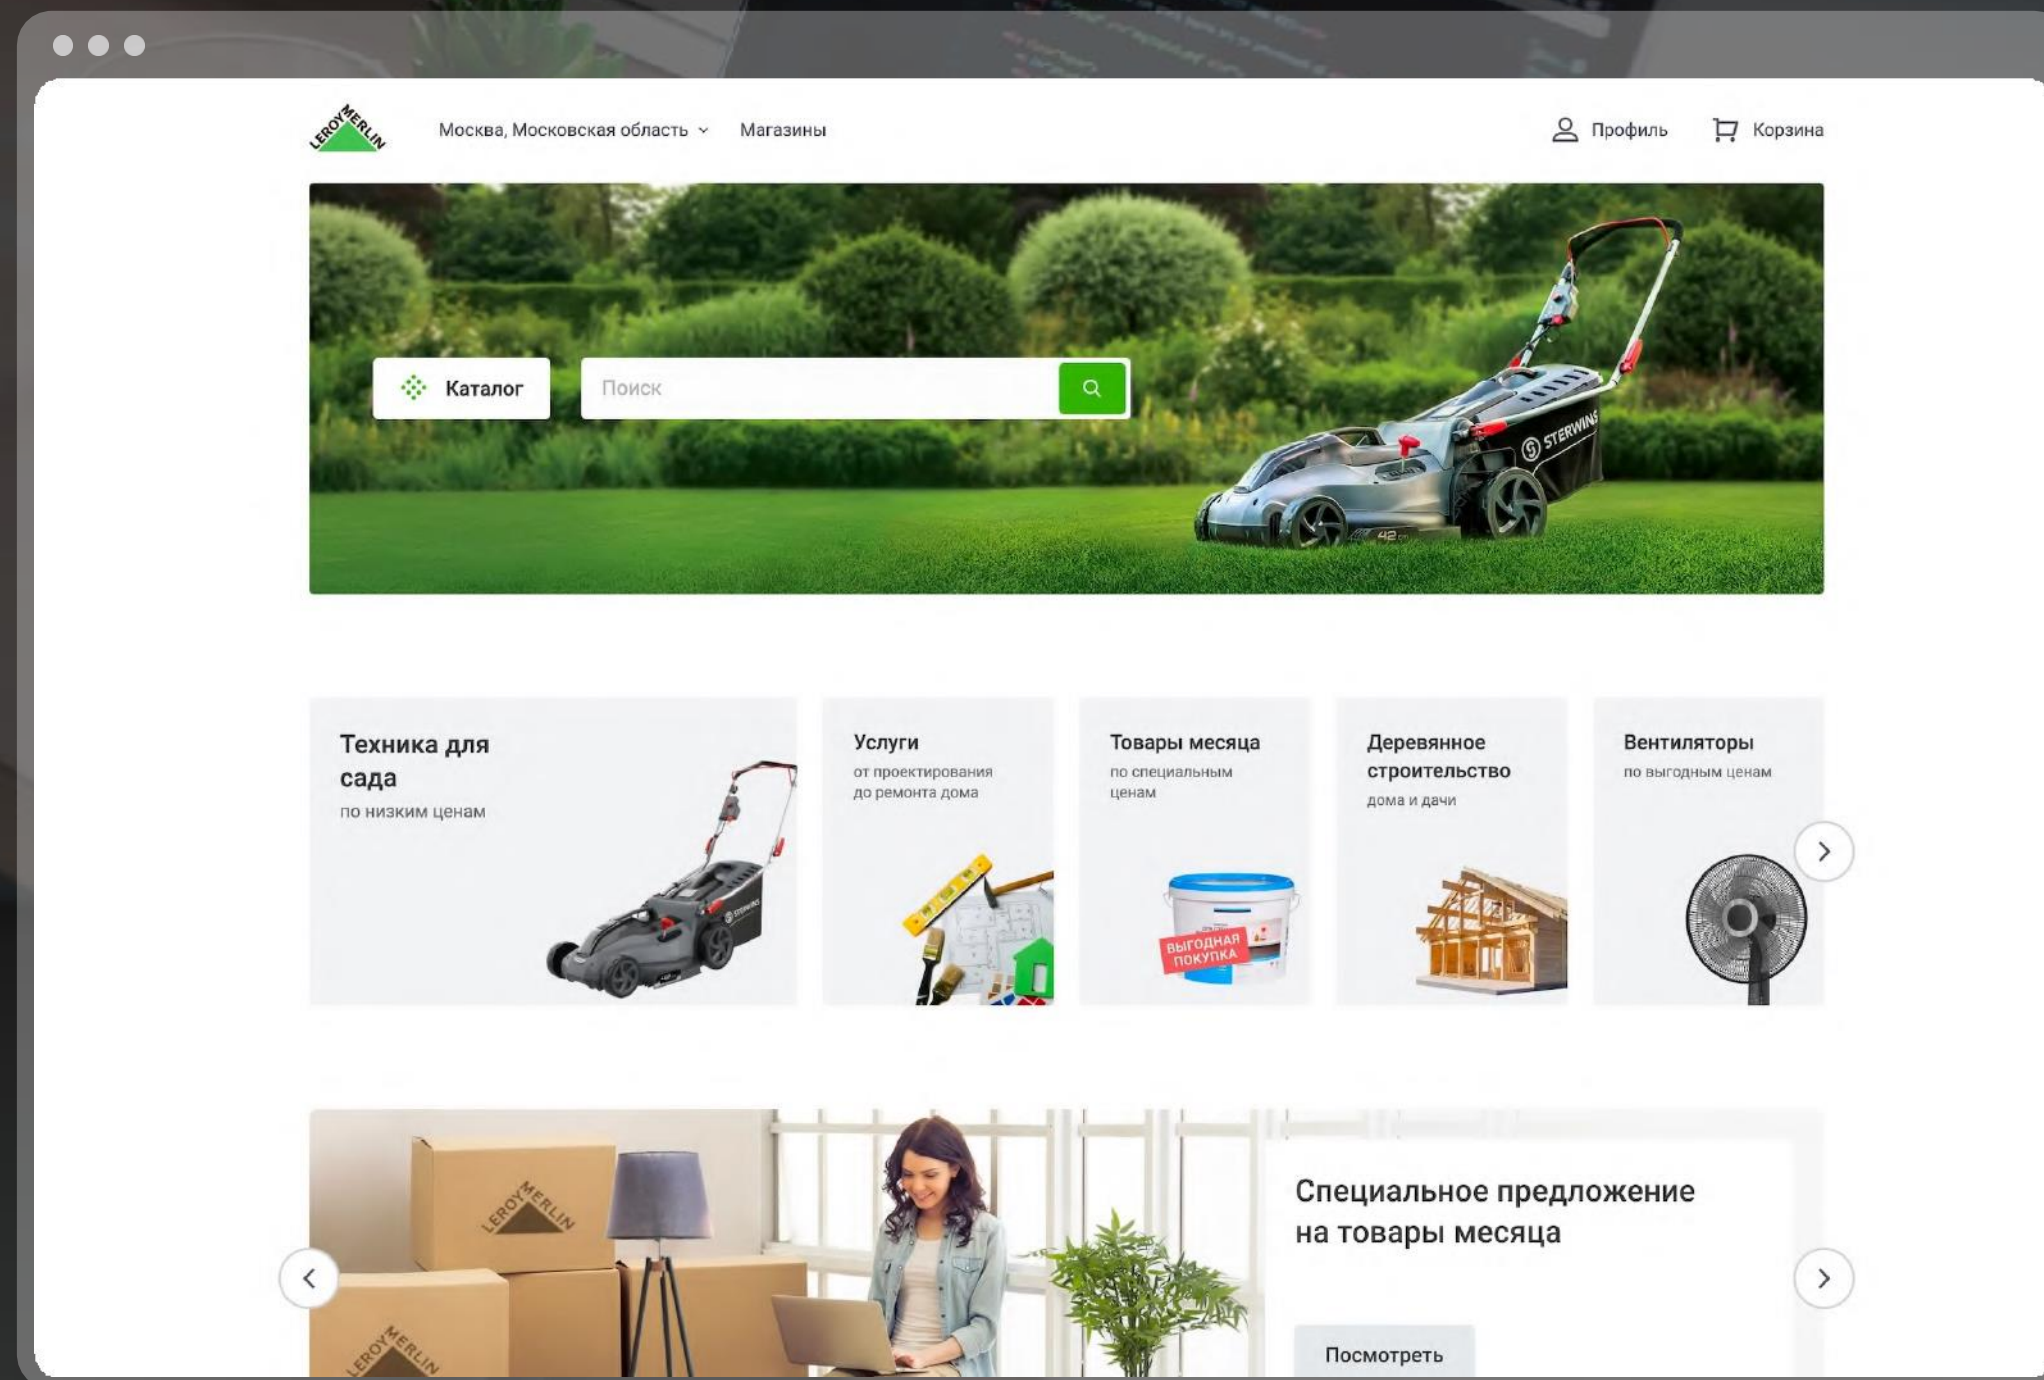 LEROY MERLIN
Москва, Московская область
Магазины
Профиль
Корзина
Каталог
Поиск
STERWINS
42
Техника для
сада
по низким ценам
STERWINS
Услуги
от проектирования
до ремонта дома
Товары месяца
по специальным
ценам
ВЫГОДНАЯ
ПОКУПКА
Деревянное
строительство
дома и дачи
Вентиляторы
по выгодным ценам
LEROY MERLIN
LEROY MERLIN
Специальное предложение
на товары месяца
Посмотреть